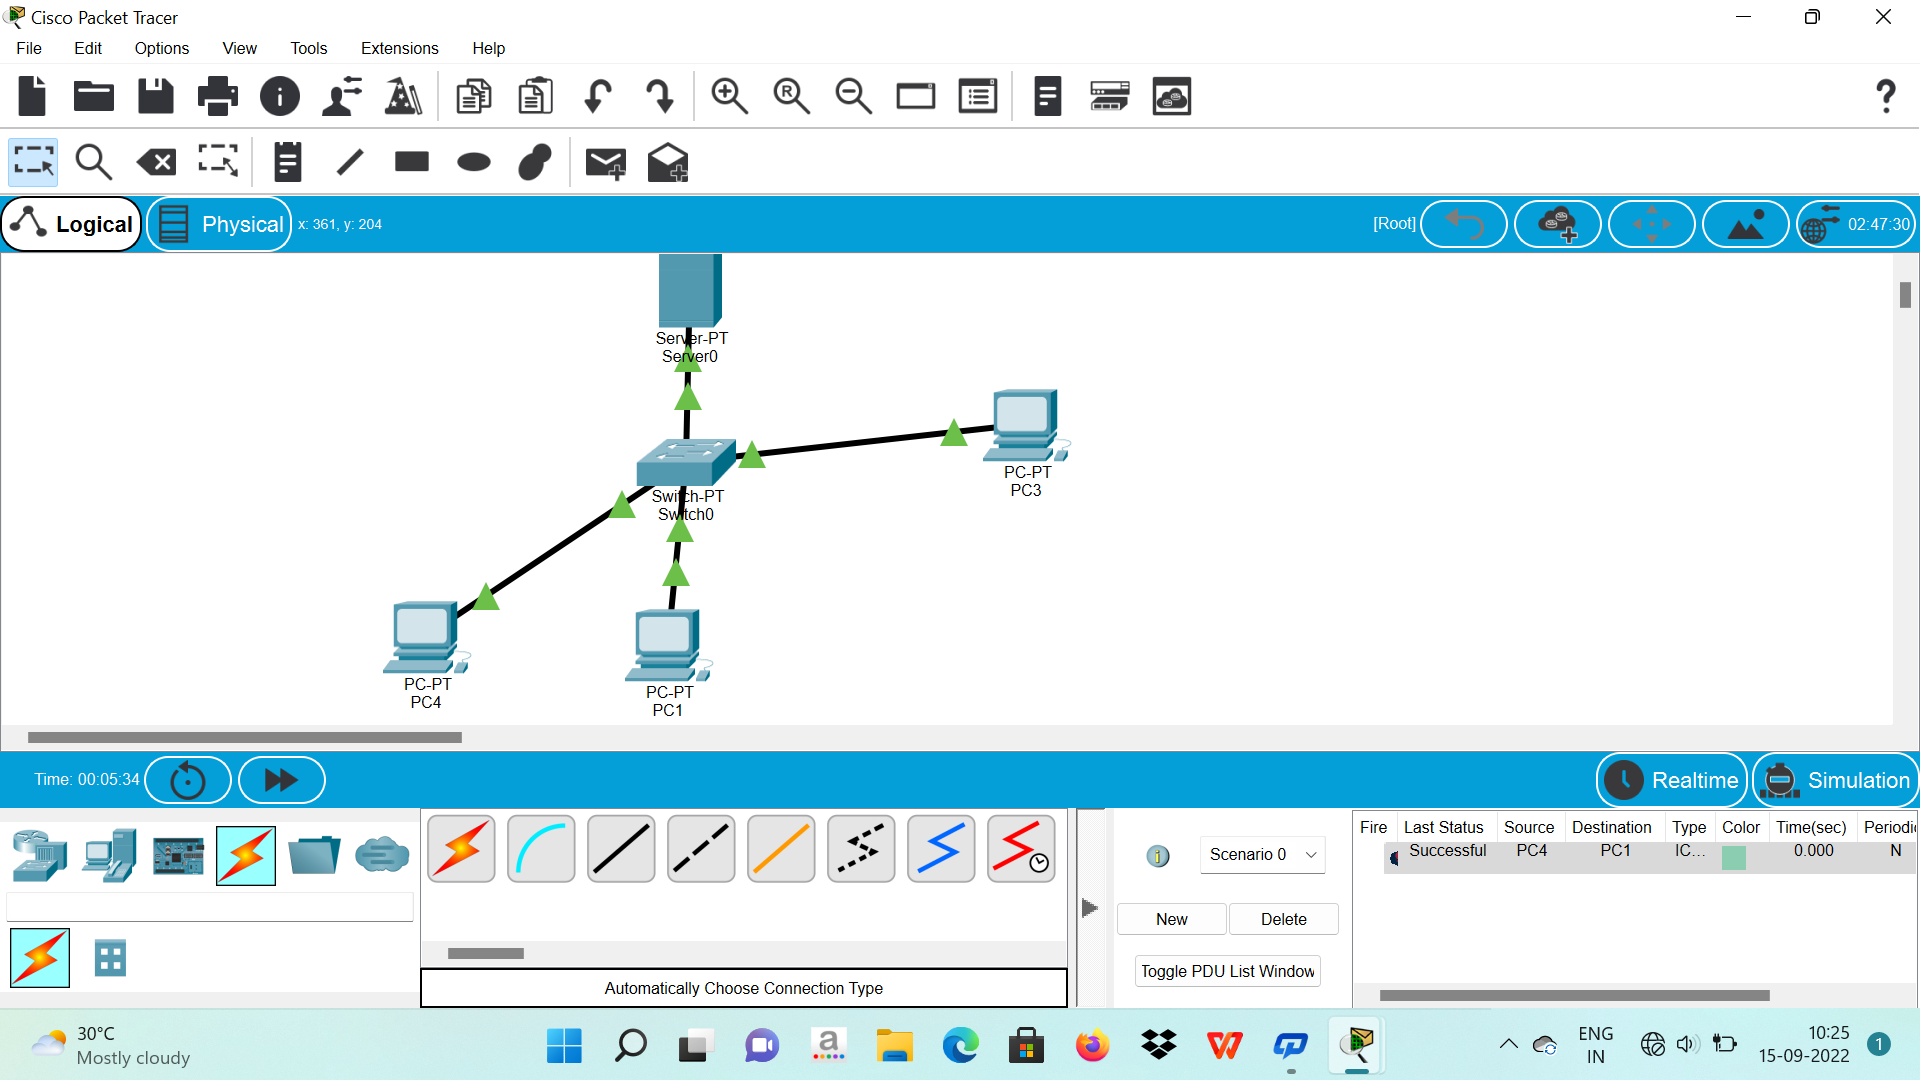 Cisco Packet Tracer
File Edit Options View Tools Extensions Help
Logical Physical x: 361, y: 204 [Root] 02:47:30
Server-PT
Server0
PC-PT
PC3
Switch-PT
Switch0
PC-PT
PC4
PC-PT
PC1
Time: 00:05:34 Realtime Simulation
Fire Last Status Source Destination Type Color Time(sec) Periodi
Successful PC4 PC1 IC... 0.000 N
Scenario 0
New Delete
Toggle PDU List Window
Automatically Choose Connection Type
30°C
Mostly cloudy
ENG
IN
10:25
15-09-2022
1